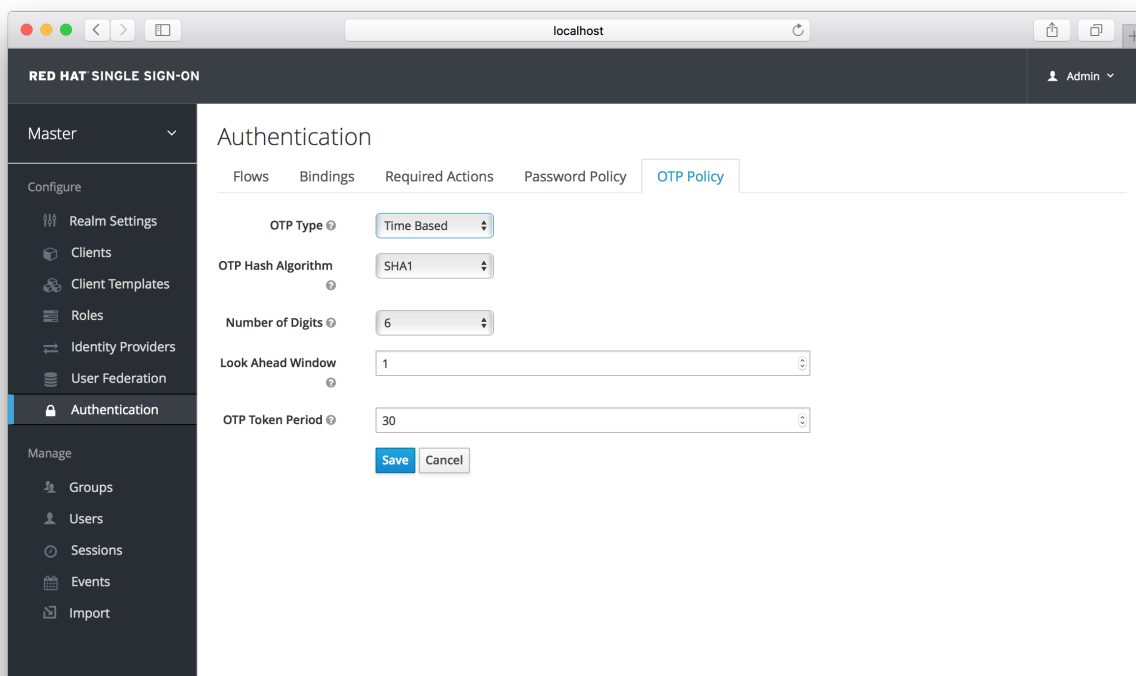 localhost
RED HAT SINGLE SIGN-ON
Admin
Master
Configure
Realm Settings
Clients
Client Templates
Roles
Identity Providers
User Federation
Authentication
Manage
Groups
Users
Sessions
Events
Import
Authentication
Flows Bindings Required Actions Password Policy OTP Policy
OTP Type Time Based
OTP Hash Algorithm SHA1
Number of Digits 6
Look Ahead Window 1
OTP Token Period 30
Save Cancel